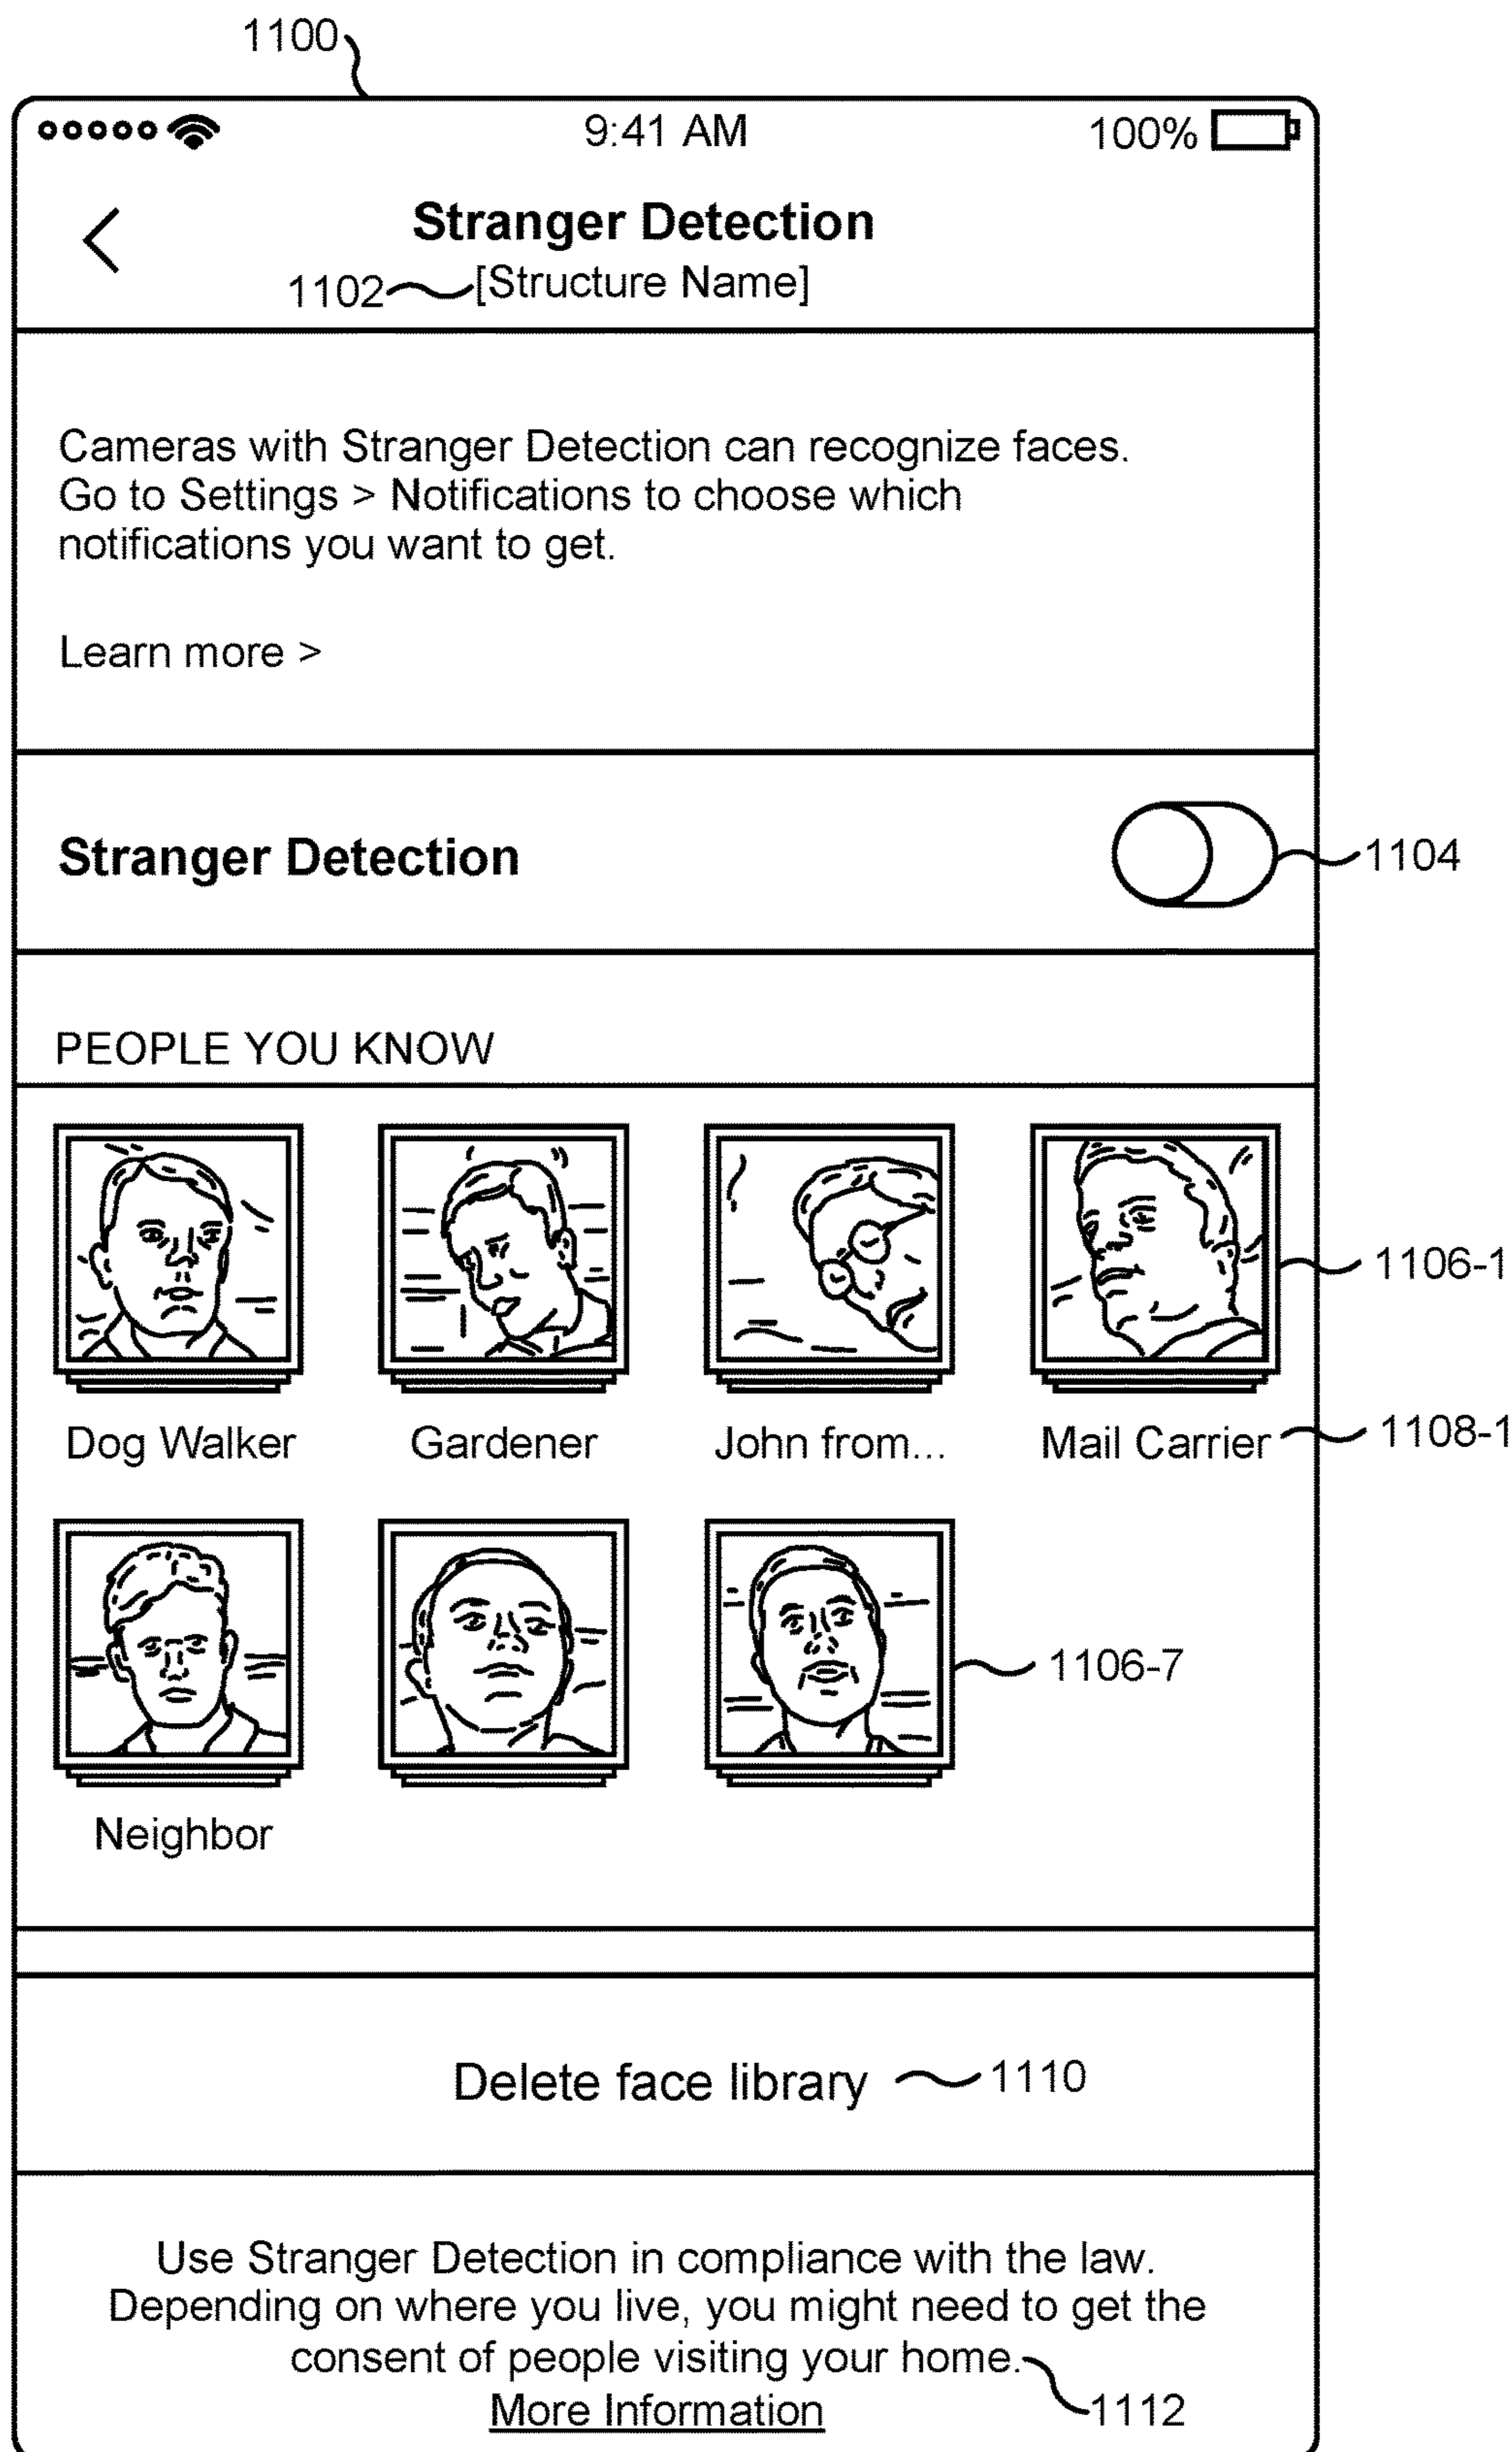 1100
9:41 AM 100%
Stranger Detection
1102 [Structure Name]
Cameras with Stranger Detection can recognize faces.
Go to Settings > Notifications to choose which
notifications you want to get.
Learn more >
Stranger Detection 1104
PEOPLE YOU KNOW
1106-1
Dog Walker Gardener John from... Mail Carrier 1108-1
1106-7
Neighbor
Delete face library 1110
Use Stranger Detection in compliance with the law.
Depending on where you live, you might need to get the
consent of people visiting your home.
More Information 1112